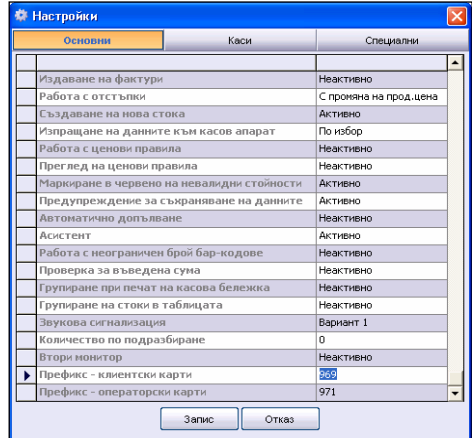 Настройки
Основни Каси Специални
Издаване на фактури Неактивно
Работа с отстъпки С промяна на прод.цена
Създаване на нова стока Активно
Изпращане на данните към касов апарат По избор
Работа с ценови правила Неактивно
Преглед на ценови правила Неактивно
Маркиране в червено на невалидни стойности Активно
Предупреждение за съхраняване на данните Активно
Автоматично допълване Неактивно
Асистент Активно
Работа с неограничен брой бар-кодове Неактивно
Проверка за въведена сума Неактивно
Групиране при печат на касова бележка Неактивно
Групиране на стоки в таблицата Неактивно
Звукова сигнализация Вариант 1
Количество по подразбиране 0
Втори монитор Неактивно
Префикс - клиентски карти 969
Префикс - операторски карти 971
Запис Отказ